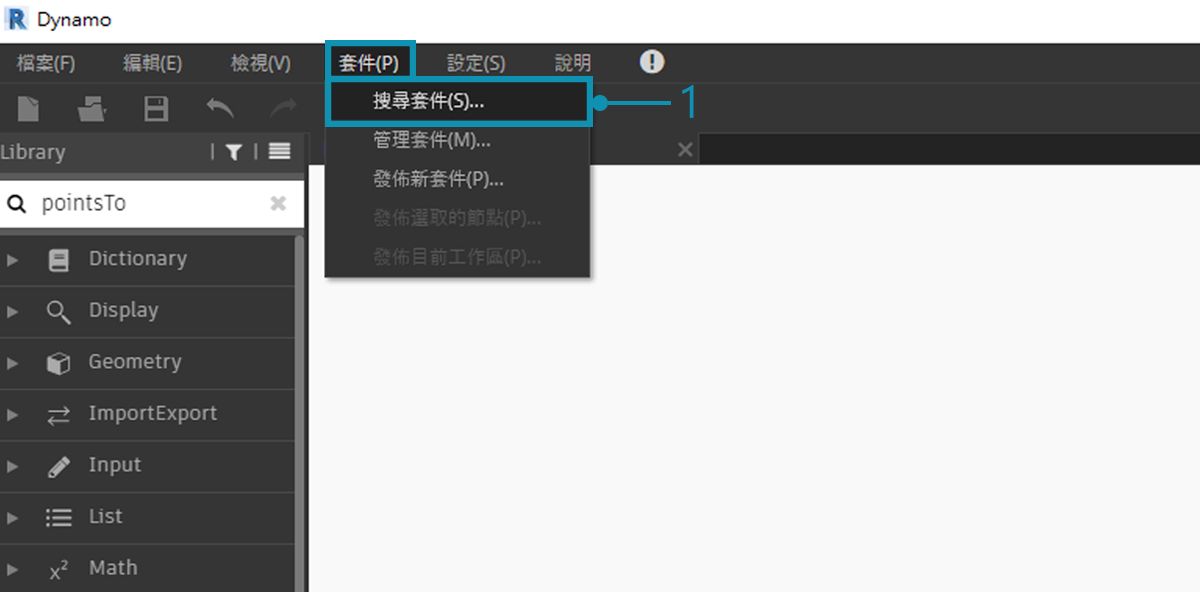 Dynamo
檔案(F) 編輯(E) 檢視(V) 套件(P) 設定(S) 說明
搜尋套件(S)...
1
管理套件(M)...
發佈新套件(P)...
發佈選取的節點(P)...
發佈目前工作區(P)...
Library
pointsTo
Dictionary
Display
Geometry
ImportExport
Input
List
x² Math